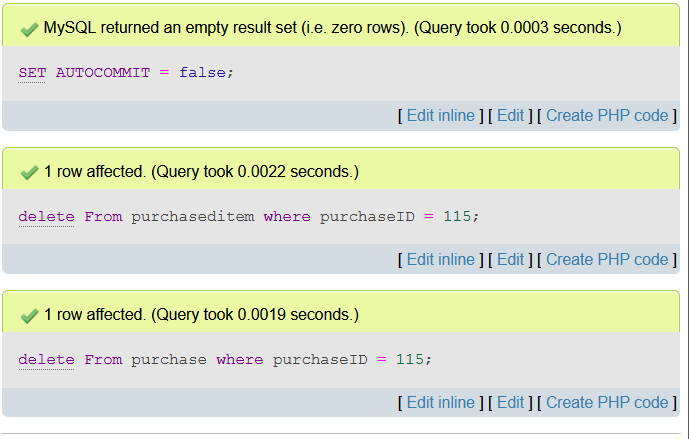 MySQL returned an empty result set (i.e. zero rows). (Query took 0.0003 seconds.)
SET AUTOCOMMIT = false;
[ Edit inline ] [ Edit ] [ Create PHP code ]
1 row affected. (Query took 0.0022 seconds.)
delete From purchaseditem where purchaseID = 115;
[ Edit inline ] [ Edit ] [ Create PHP code ]
1 row affected. (Query took 0.0019 seconds.)
delete From purchase where purchaseID = 115;
[ Edit inline ] [ Edit ] [ Create PHP code ]